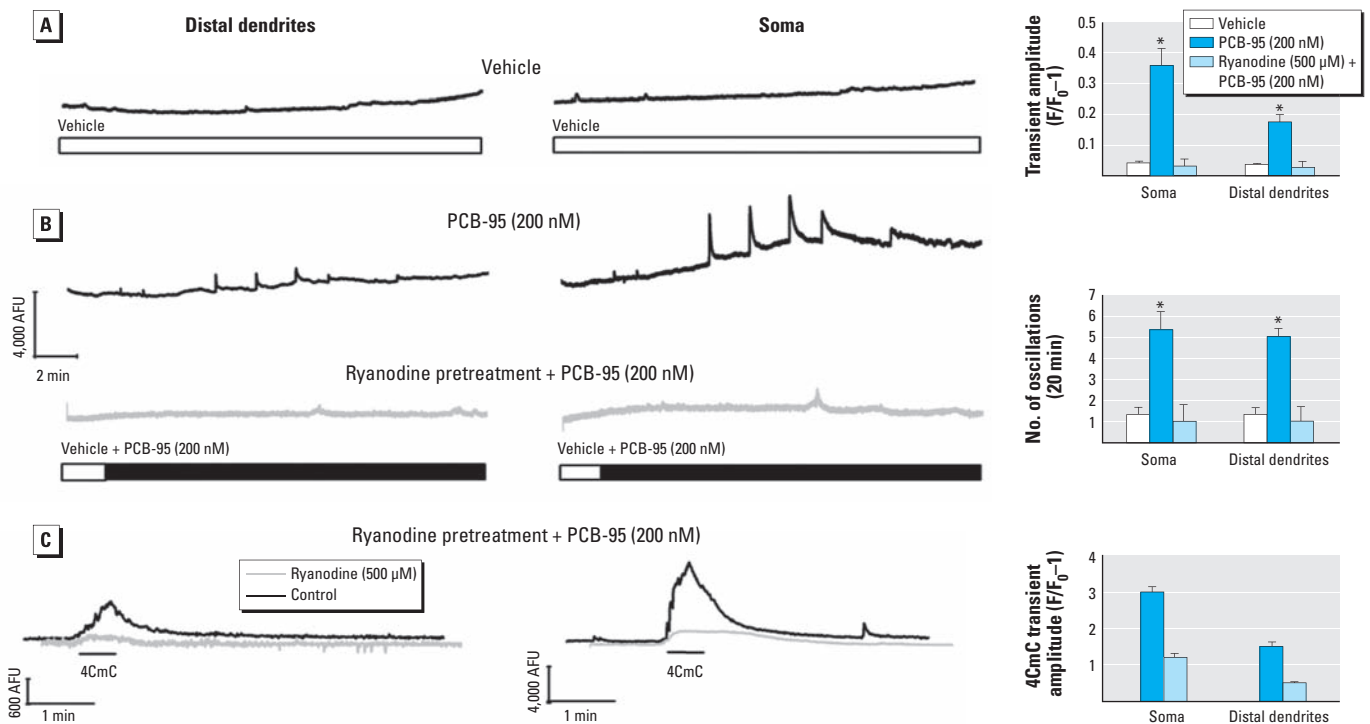 A
Distal dendrites
Soma
Vehicle
Vehicle
Vehicle
Transient amplitude
(F/F₀–1)
0.5
0.4
0.3
0.2
0.1
*
*
Soma
Distal dendrites
Vehicle
PCB-95 (200 nM)
Ryanodine (500 μM) +
PCB-95 (200 nM)
B
PCB-95 (200 nM)
4,000 AFU
2 min
Ryanodine pretreatment + PCB-95 (200 nM)
Vehicle + PCB-95 (200 nM)
Vehicle + PCB-95 (200 nM)
No. of oscillations
(20 min)
7
6
5
4
3
2
1
*
*
Soma
Distal dendrites
C
Ryanodine pretreatment + PCB-95 (200 nM)
Ryanodine (500 μM)
Control
4CmC
600 AFU
1 min
4CmC
4,000 AFU
1 min
4CmC transient
amplitude (F/F₀–1)
4
3
2
1
Soma
Distal dendrites